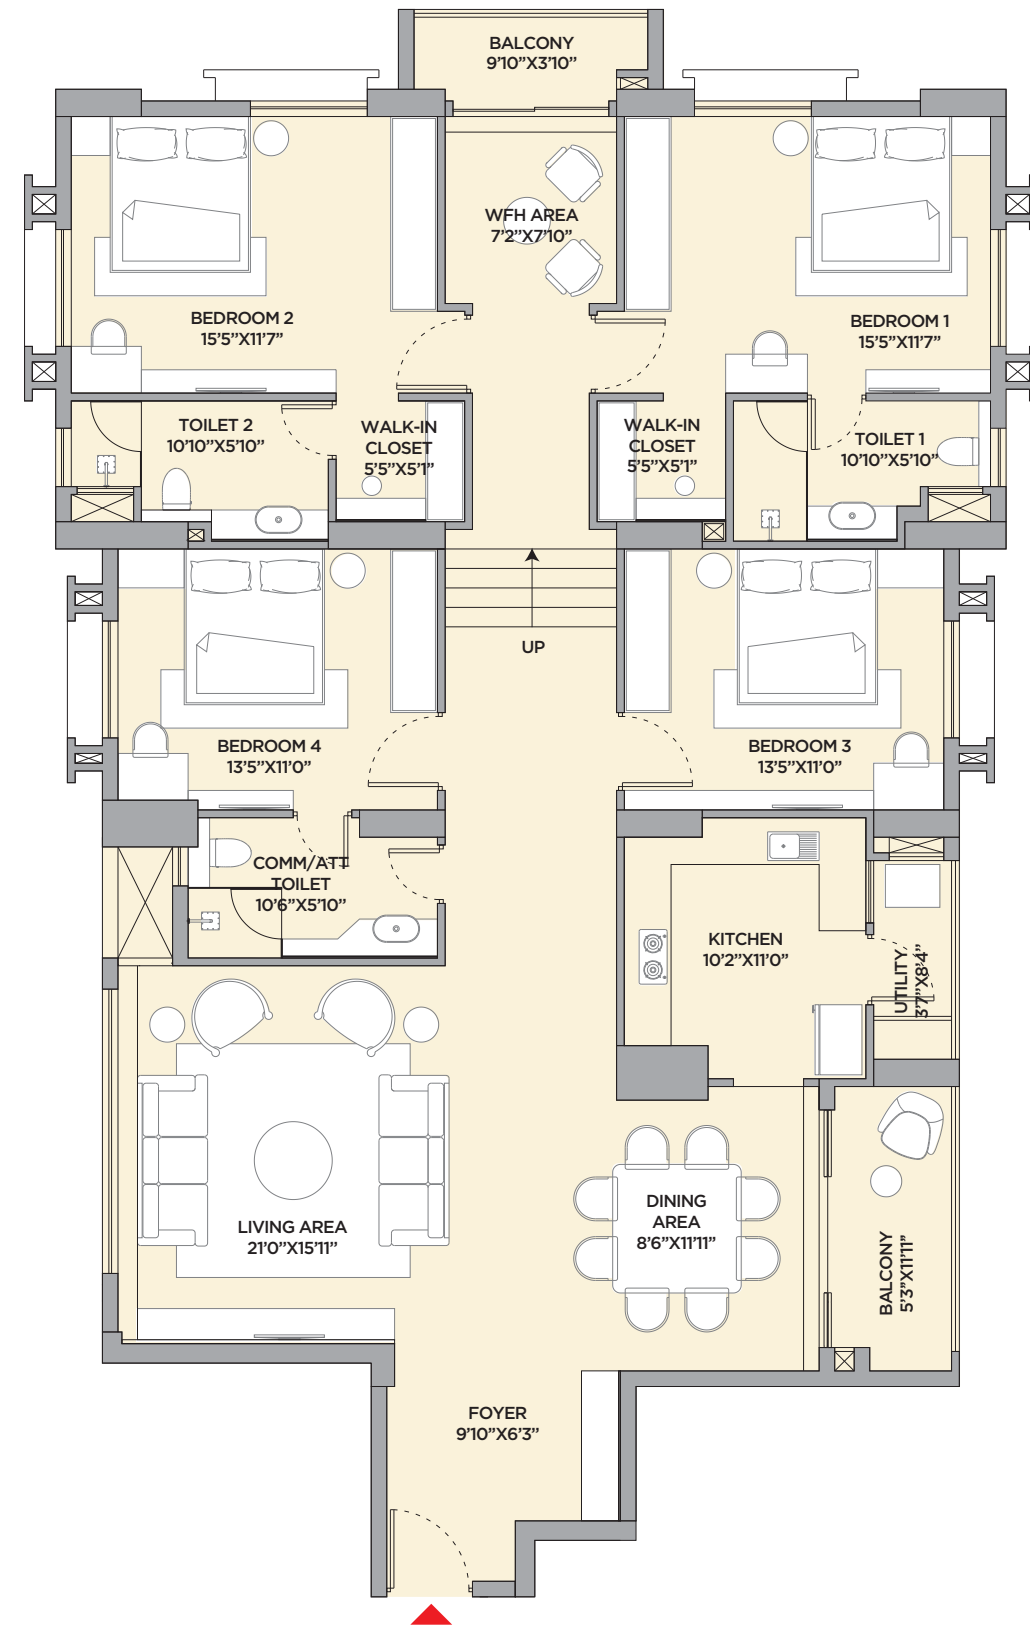 BALCONY
9'10"X3'10"
WFH AREA
7'2"X7'10"
BEDROOM 2
15'5"X11'7"
BEDROOM 1
15'5"X11'7"
TOILET 2
10'10"X5'10"
WALK-IN
CLOSET
5'5"X5'1"
WALK-IN
CLOSET
5'5"X5'1"
TOILET 1
10'10"X5'10"
UP
BEDROOM 4
13'5"X11'0"
BEDROOM 3
13'5"X11'0"
COMM/ATT
TOILET
10'6"X5'10"
KITCHEN
10'2"X11'0"
UTILITY
3'7"X8'4"
LIVING AREA
21'0"X15'11"
DINING
AREA
8'6"X11'11"
BALCONY
5'3"X11'11"
FOYER
9'10"X6'3"